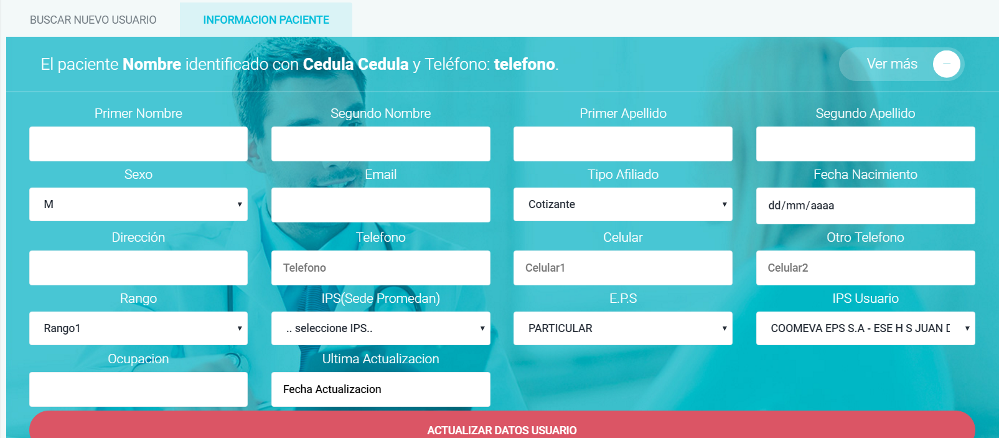 BUSCAR NUEVO USUARIO
INFORMACION PACIENTE
El paciente Nombre identificado con Cedula Cedula y Teléfono: telefono.
Ver más
Primer Nombre
Segundo Nombre
Primer Apellido
Segundo Apellido
Sexo
Email
Tipo Afiliado
Fecha Nacimiento
M
Cotizante
dd/mm/aaaa
Dirección
Telefono
Celular
Otro Telefono
Telefono
Celular1
Celular2
Rango
IPS(Sede Promedan)
E.P.S
IPS Usuario
Rango1
.. seleccione IPS..
PARTICULAR
COOMEVA EPS S.A - ESE H S JUAN
Ocupacion
Ultima Actualizacion
Fecha Actualizacion
ACTUALIZAR DATOS USUARIO